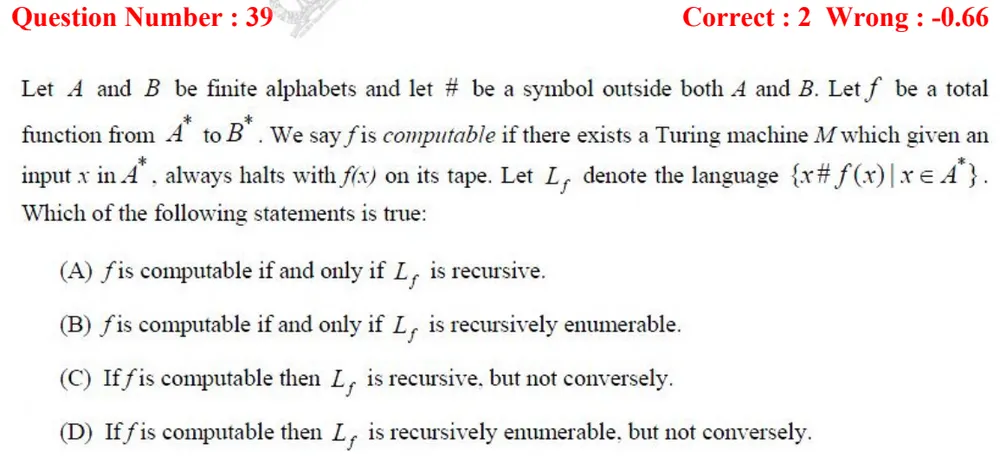 Question Number : 39 Correct : 2 Wrong : -0.66
Let A and B be finite alphabets and let # be a symbol outside both A and B. Let f be a total
function from A* to B*. We say f is computable if there exists a Turing machine M which given an
input x in A*, always halts with f(x) on its tape. Let L_f denote the language {x # f(x) | x ∈ A*}.
Which of the following statements is true:
(A) f is computable if and only if L_f is recursive.
(B) f is computable if and only if L_f is recursively enumerable.
(C) If f is computable then L_f is recursive, but not conversely.
(D) If f is computable then L_f is recursively enumerable, but not conversely.